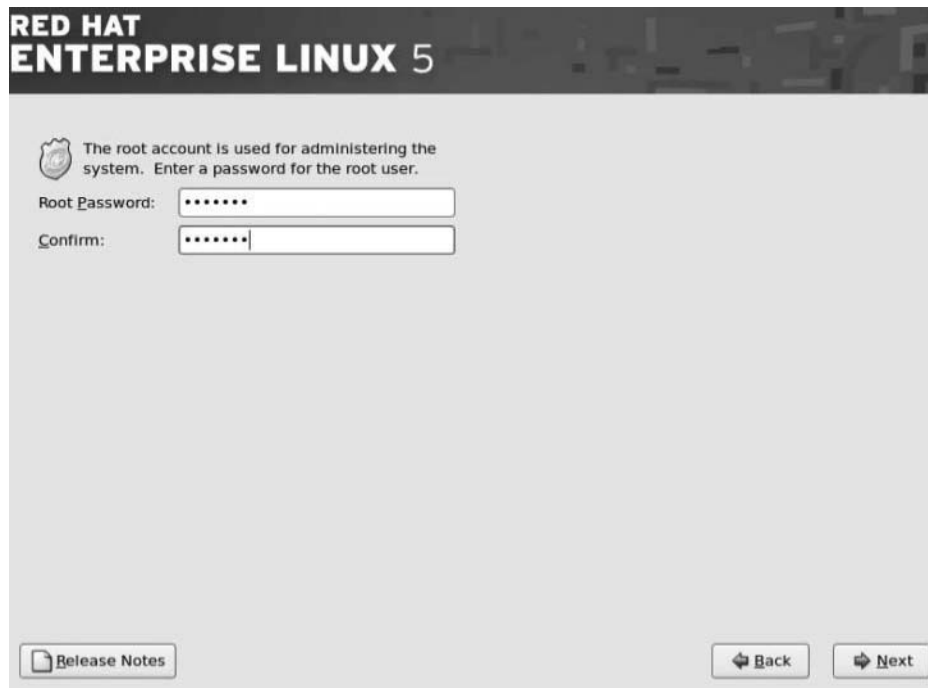 RED HAT
ENTERPRISE LINUX 5
The root account is used for administering the
system. Enter a password for the root user.
Root Password: •••••••
Confirm: •••••••
Release Notes
Back
Next